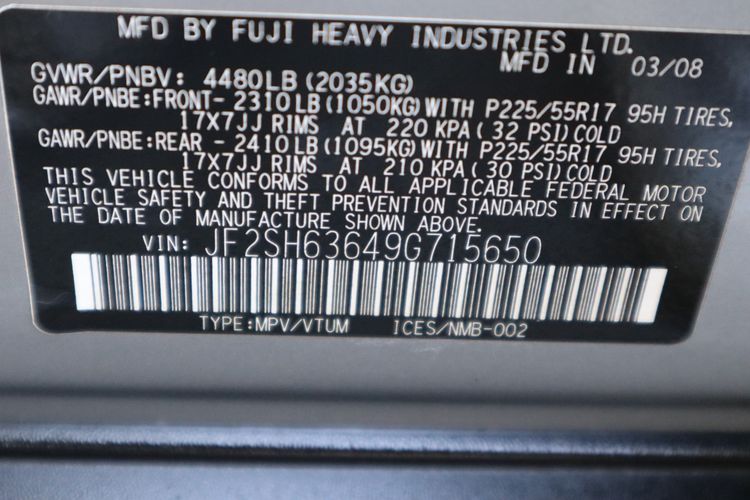 MFD BY FUJI HEAVY INDUSTRIES LTD.
MFD IN 03/08
GVWR/PNBV: 4480LB(2035KG)
GAWR/PNBE:FRONT- 2310LB(1050KG)WITH P225/55R17 95H TIRES,
17X7JJ RIMS AT 220 KPA( 32 PSI)COLD
GAWR/PNBE:REAR - 2410LB(1095KG)WITH P225/55R17 95H TIRES,
17X7JJ RIMS AT 210 KPA( 30 PSI)COLD
THIS VEHICLE CONFORMS TO ALL APPLICABLE FEDERAL MOTOR
VEHICLE SAFETY AND THEFT PREVENTION STANDARDS IN EFFECT ON
THE DATE OF MANUFACTURE SHOWN ABOVE.
VIN: JF2SH63649G715650
TYPE:MPV/VTUM ICES/NMB-002